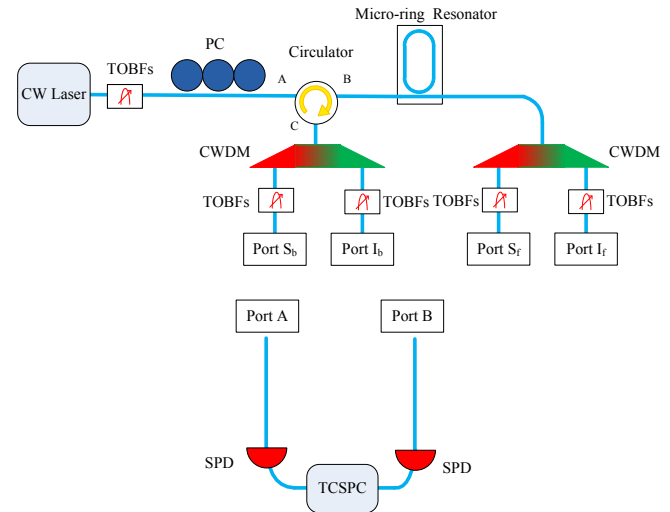 Micro-ring Resonator
PC
Circulator
TOBFs
A
B
CW Laser
C
CWDM
CWDM
TOBFs
TOBFs
TOBFs
TOBFs
Port Sb
Port Ib
Port Sf
Port If
Port A
Port B
SPD
SPD
TCSPC